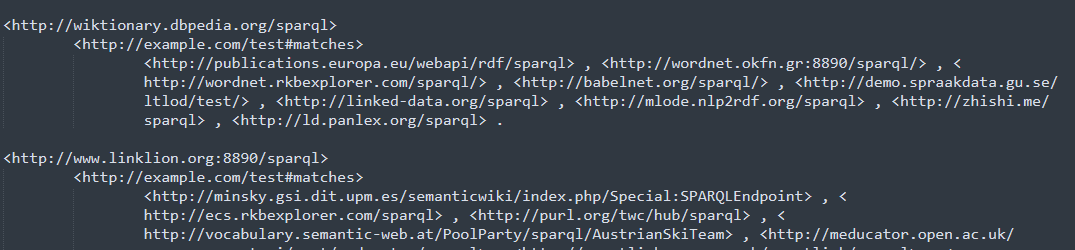 <http://wiktionary.dbpedia.org/sparql>
<http://example.com/test#matches>
<http://publications.europa.eu/webapi/rdf/sparql> , <http://wordnet.okfn.gr:8890/sparql/> , <
http://wordnet.rkbexplorer.com/sparql/> , <http://babelnet.org/sparql/> , <http://demo.spraakdata.gu.se/
ltlod/test/> , <http://linked-data.org/sparql> , <http://mlode.nlp2rdf.org/sparql> , <http://zhishi.me/
sparql> , <http://ld.panlex.org/sparql> .
<http://www.linklion.org:8890/sparql>
<http://example.com/test#matches>
<http://minsky.gsi.dit.upm.es/semanticwiki/index.php/Special:SPARQLEndpoint> , <
http://ecs.rkbexplorer.com/sparql> , <http://purl.org/twc/hub/sparql> , <
http://vocabulary.semantic-web.at/PoolParty/sparql/AustrianSkiTeam> , <http://meducator.open.ac.uk/